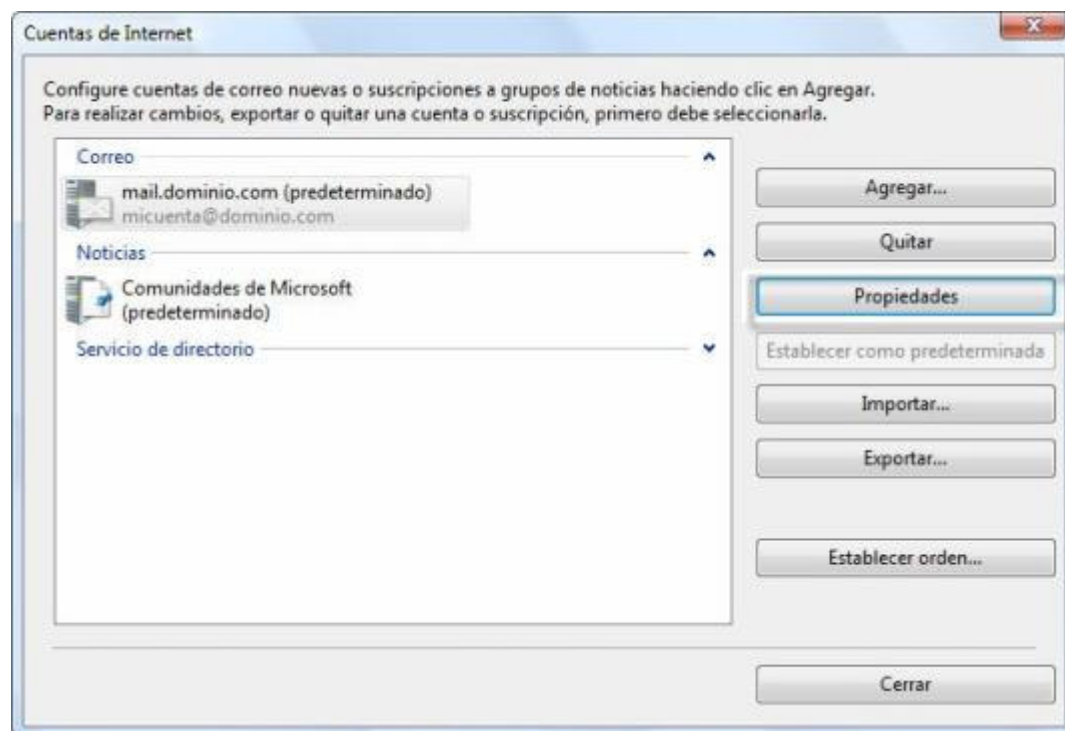 Cuentas de Internet
Configure cuentas de correo nuevas o suscripciones a grupos de noticias haciendo clic en Agregar.
Para realizar cambios, exportar o quitar una cuenta o suscripción, primero debe seleccionarla.
Correo
mail.dominio.com (predeterminado)
micuenta@dominio.com
Noticias
Comunidades de Microsoft
(predeterminado)
Servicio de directorio
Agregar...
Quitar
Propiedades
Establecer como predeterminada
Importar...
Exportar...
Establecer orden...
Cerrar